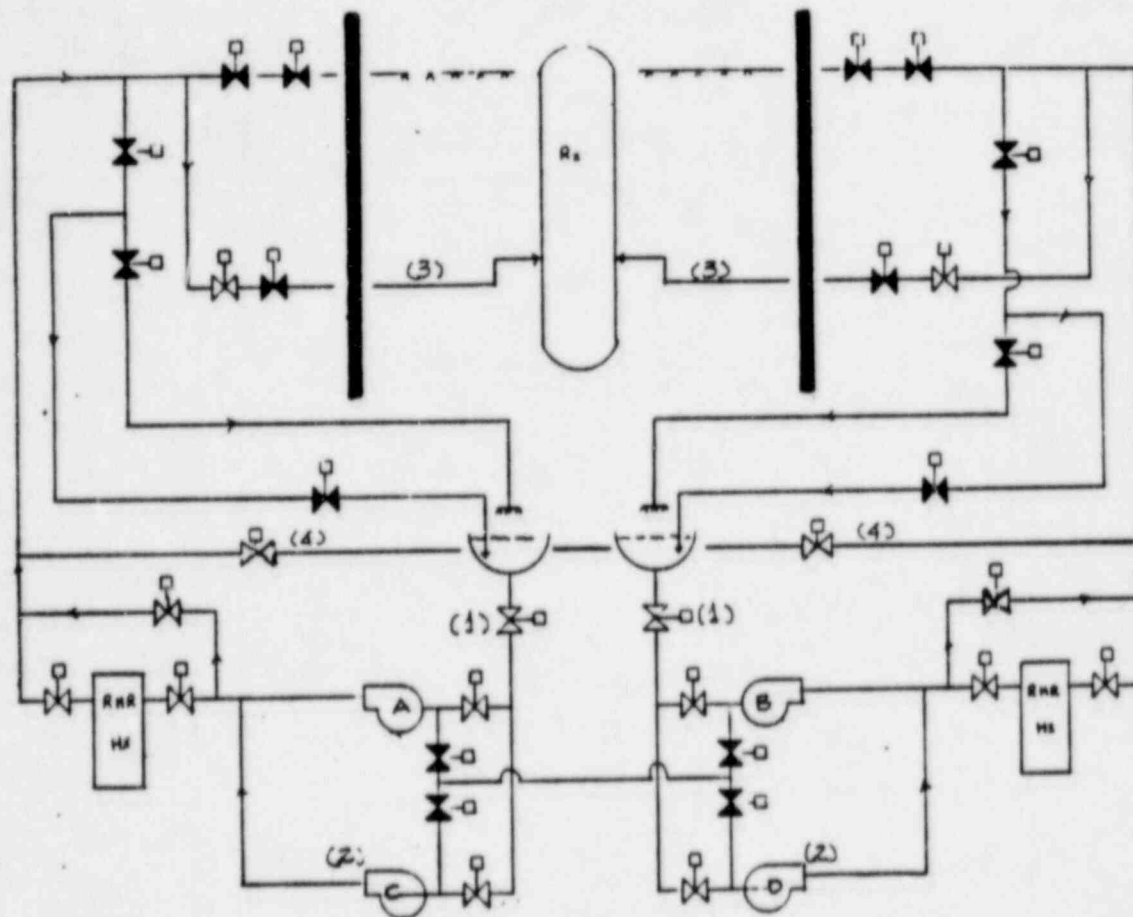 Rx
(3) (3)
(4) (4)
(1) (1)
RHR
HX
A
B
RHR
HX
(2) (2)
C
D